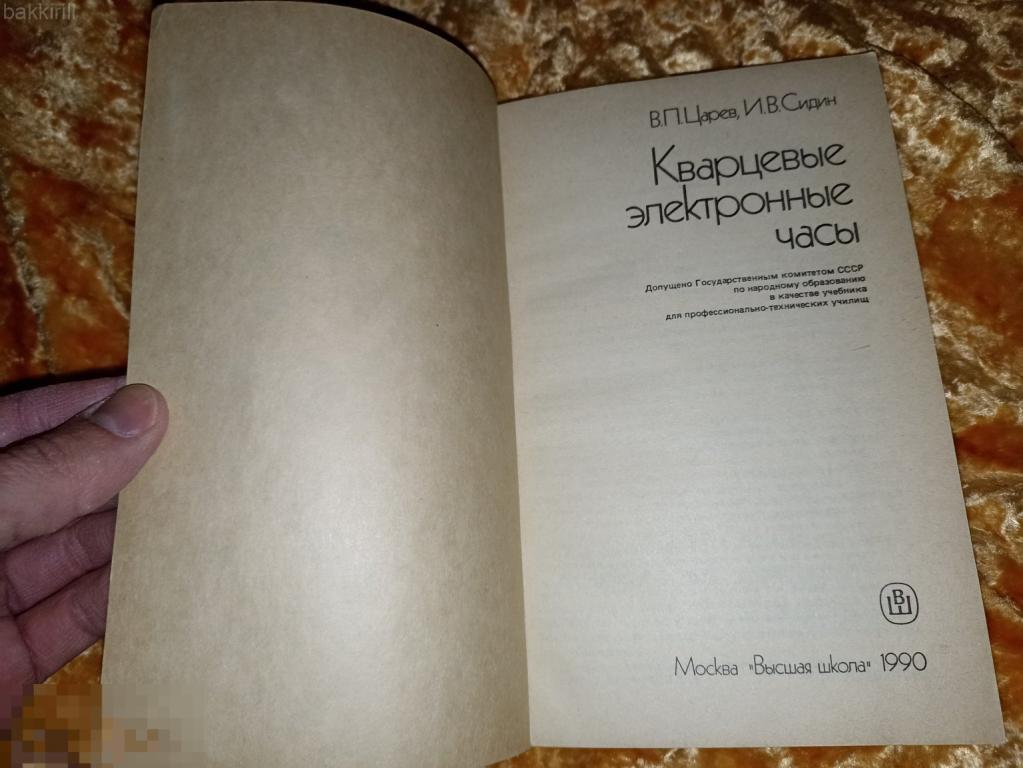 bakkirill
В.П.Царев, И.В.Сидин
Кварцевые
электронные
часы
Допущено Государственным комитетом СССР
по народному образованию
в качестве учебника
для профессионально-технических училищ
ВШ
Москва "Высшая школа" 1990